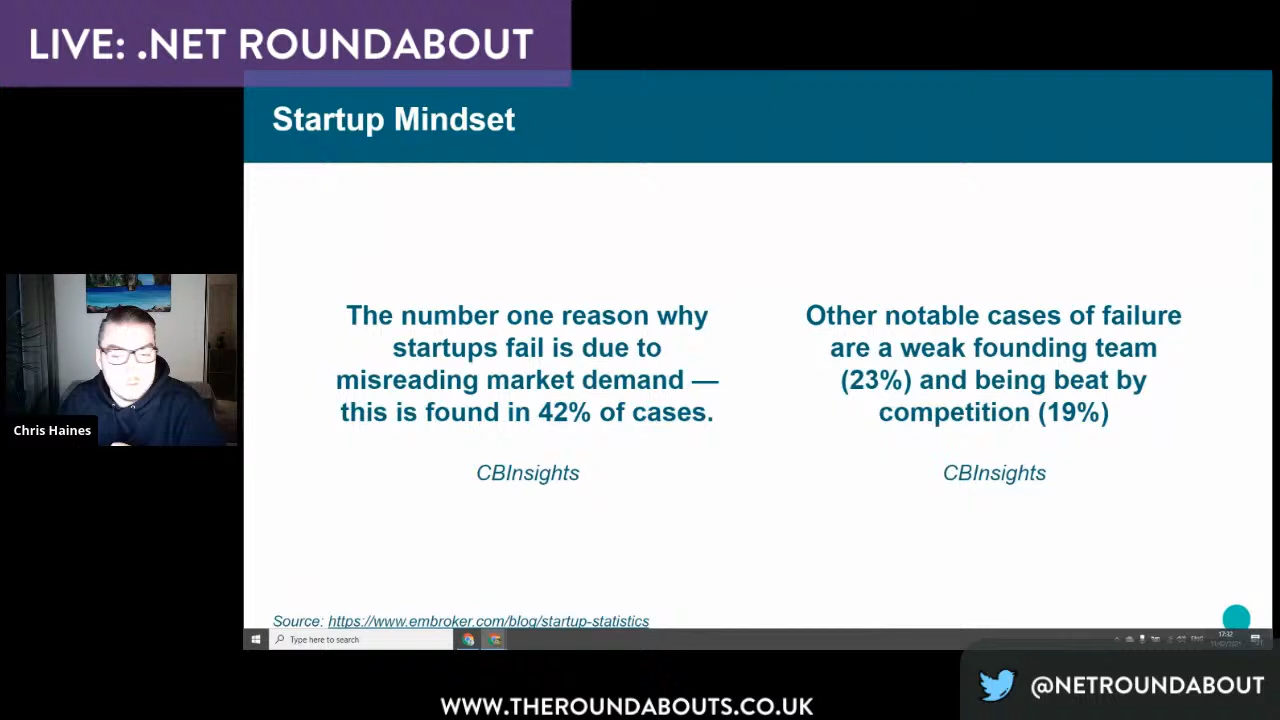 LIVE: .NET ROUNDABOUT
Startup Mindset
The number one reason why
startups fail is due to
misreading market demand —
this is found in 42% of cases.
CBInsights
Other notable cases of failure
are a weak founding team
(23%) and being beat by
competition (19%)
CBInsights
Chris Haines
Source: https://www.embroker.com/blog/startup-statistics
Type here to search
17:32
@NETROUNDABOUT
WWW.THEROUNDABOUTS.CO.UK